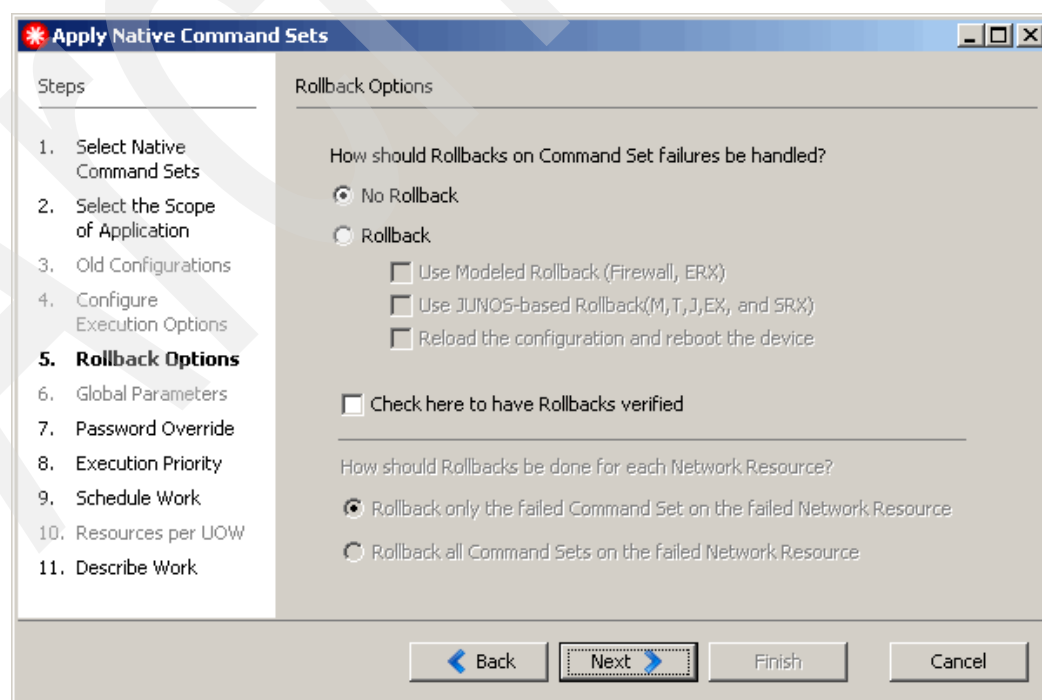 Apply Native Command Sets
Steps
1. Select Native
Command Sets
2. Select the Scope
of Application
3. Old Configurations
4. Configure
Execution Options
5. Rollback Options
6. Global Parameters
7. Password Override
8. Execution Priority
9. Schedule Work
10. Resources per UOW
11. Describe Work
Rollback Options
How should Rollbacks on Command Set failures be handled?
No Rollback
Rollback
Use Modeled Rollback (Firewall, ERX)
Use JUNOS-based Rollback(M,T,J,EX, and SRX)
Reload the configuration and reboot the device
Check here to have Rollbacks verified
How should Rollbacks be done for each Network Resource?
Rollback only the failed Command Set on the failed Network Resource
Rollback all Command Sets on the failed Network Resource
Back
Next
Finish
Cancel